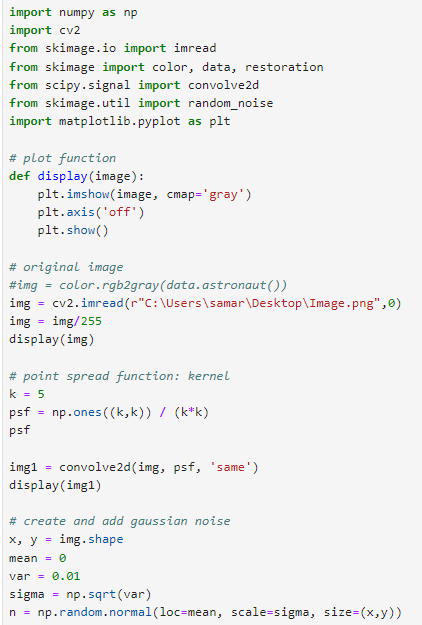 import numpy as np
import cv2
from skimage.io import imread
from skimage import color, data, restoration
from scipy.signal import convolve2d
from skimage.util import random_noise
import matplotlib.pyplot as plt

# plot function
def display(image):
    plt.imshow(image, cmap='gray')
    plt.axis('off')
    plt.show()

# original image
#img = color.rgb2gray(data.astronaut())
img = cv2.imread(r"C:\Users\samar\Desktop\Image.png",0)
img = img/255
display(img)

# point spread function: kernel
k = 5
psf = np.ones((k,k)) / (k*k)
psf

img1 = convolve2d(img, psf, 'same')
display(img1)

# create and add gaussian noise
x, y = img.shape
mean = 0
var = 0.01
sigma = np.sqrt(var)
n = np.random.normal(loc=mean, scale=sigma, size=(x,y))